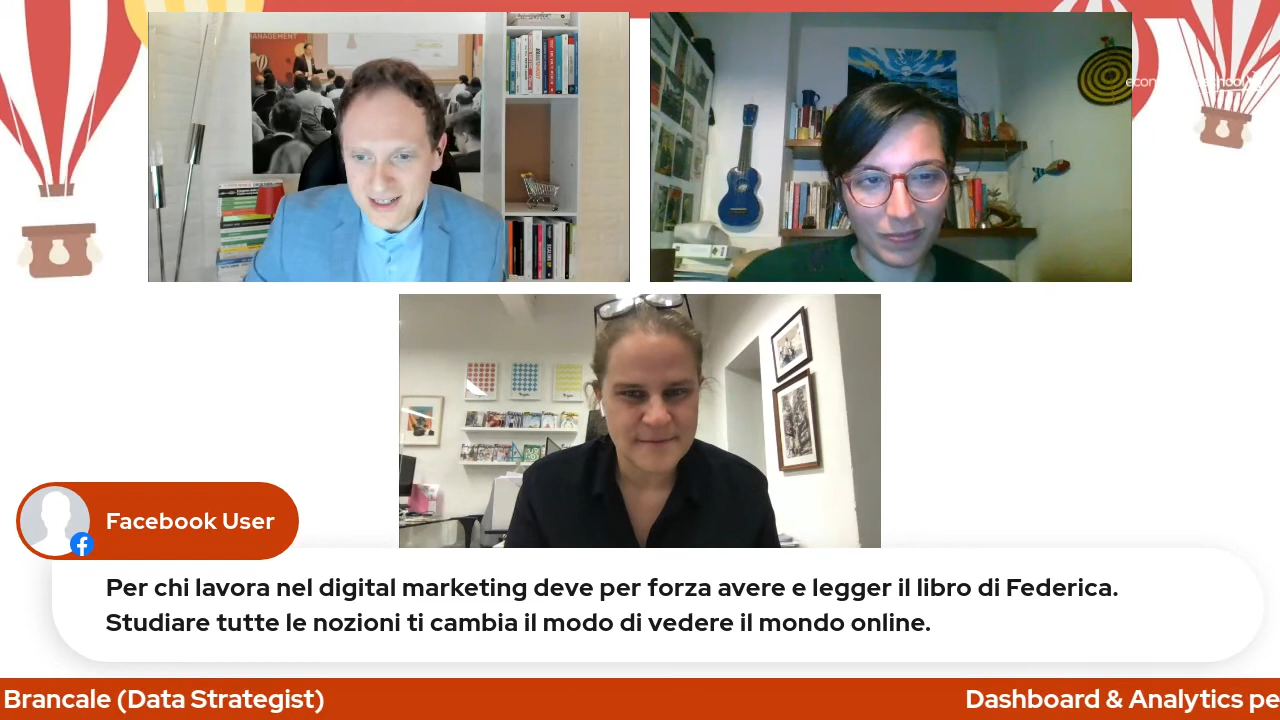 MANAGEMENT
Facebook User
Per chi lavora nel digital marketing deve per forza avere e legger il libro di Federica.
Studiare tutte le nozioni ti cambia il modo di vedere il mondo online.
Brancale (Data Strategist)
Dashboard & Analytics pe